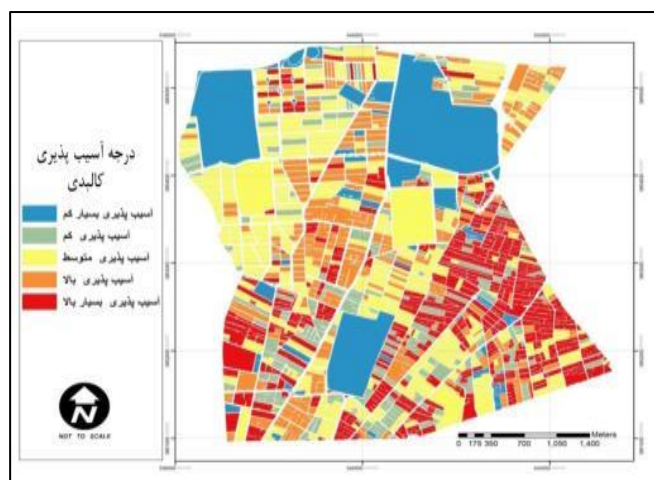 درجه آسیب پذیری
کالبدی
آسیب پذیری بسیار کم
آسیب پذیری کم
آسیب پذیری متوسط
آسیب پذیری بالا
آسیب پذیری بسیار بالا
N
NOT TO SCALE
Meters
0 175 350 700 1,050 1,400